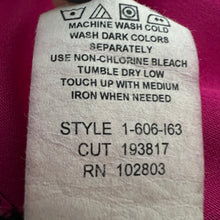 MACHINE WASH COLD
WASH DARK COLORS
SEPARATELY
USE NON-CHLORINE BLEACH
TUMBLE DRY LOW
TOUCH UP WITH MEDIUM
IRON WHEN NEEDED
STYLE 1-606-I63
CUT 193817
RN 102803